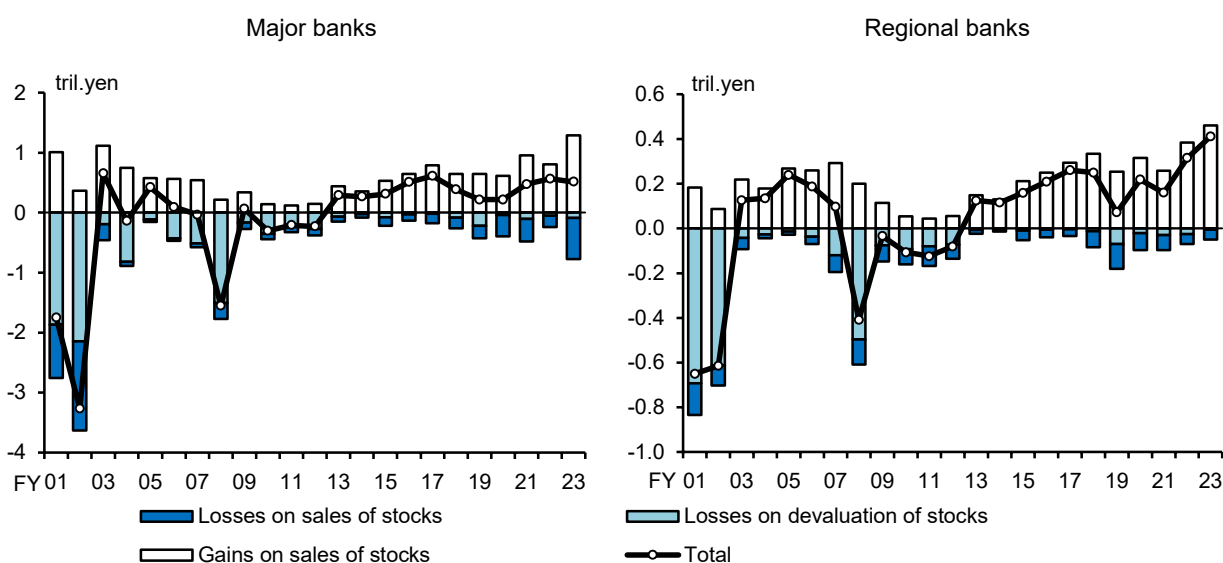 Major banks
tril.yen
2
1
0
-1
-2
-3
-4
FY 01 03 05 07 09 11 13 15 17 19 21 23
Regional banks
tril.yen
0.6
0.4
0.2
0.0
-0.2
-0.4
-0.6
-0.8
-1.0
FY 01 03 05 07 09 11 13 15 17 19 21 23
Losses on sales of stocks
Losses on devaluation of stocks
Gains on sales of stocks
Total